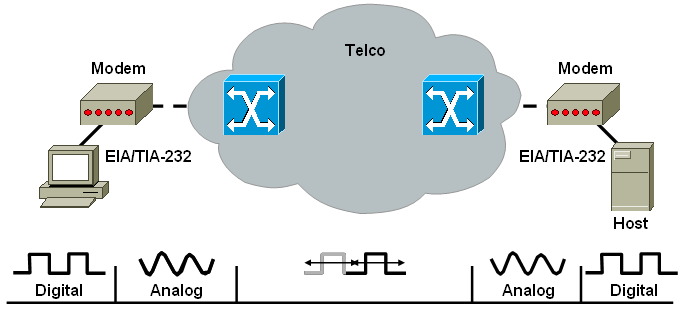 Telco
Modem
Modem
EIA/TIA-232
EIA/TIA-232
Host
Digital
Analog
Analog
Digital